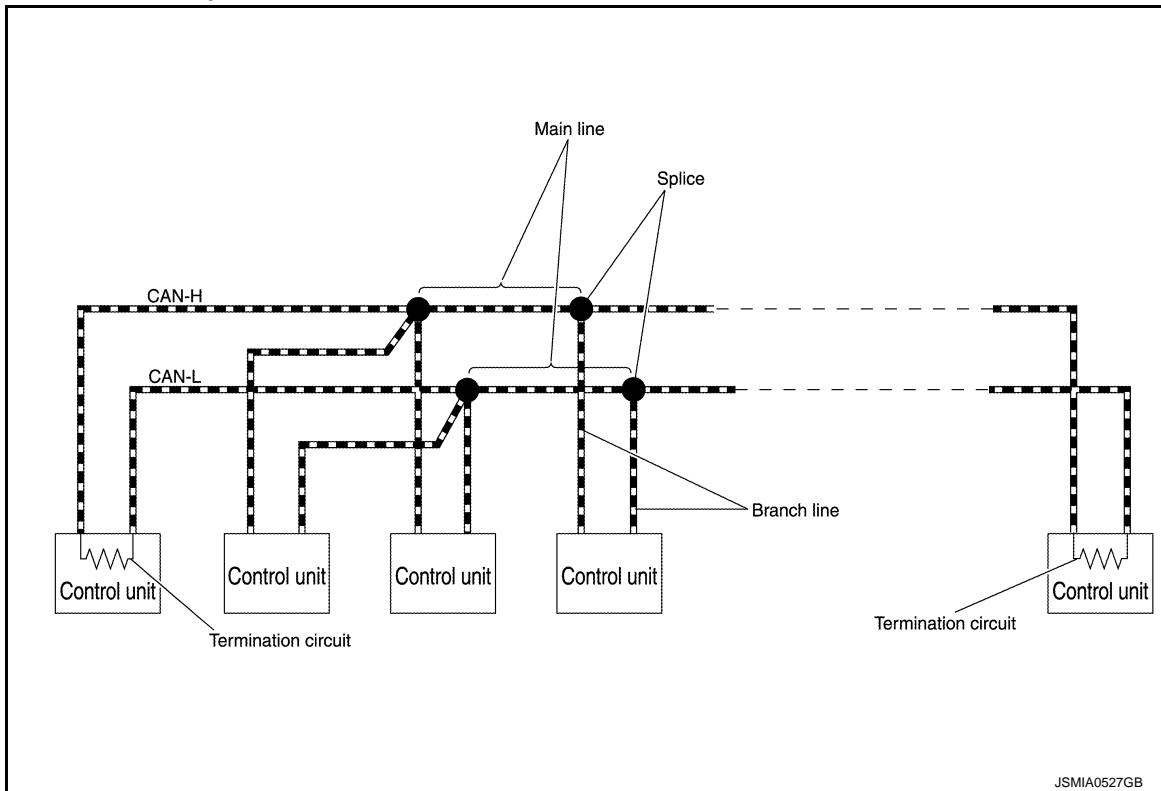 Main line
Splice
CAN-H
CAN-L
Branch line
Control unit
Control unit
Control unit
Control unit
Control unit
Termination circuit
Termination circuit
JSMIA0527GB